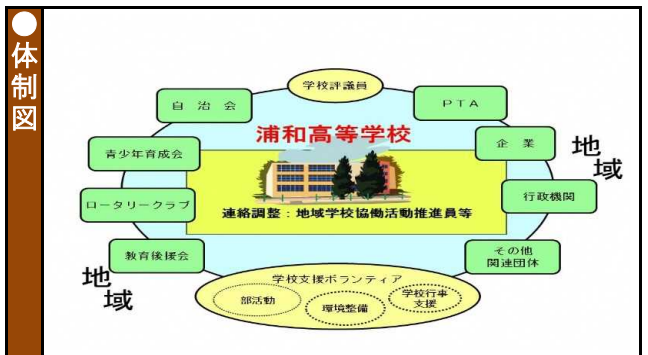 ●体制図
学校評議員
自治会
PTA
浦和高等学校
青少年育成会
企業
地域
連絡調整：地域学校協働活動推進員等
ロータリークラブ
行政機関
教育後援会
その他
関連団体
地域
学校支援ボランティア
部活動
環境整備
学校行事
支援